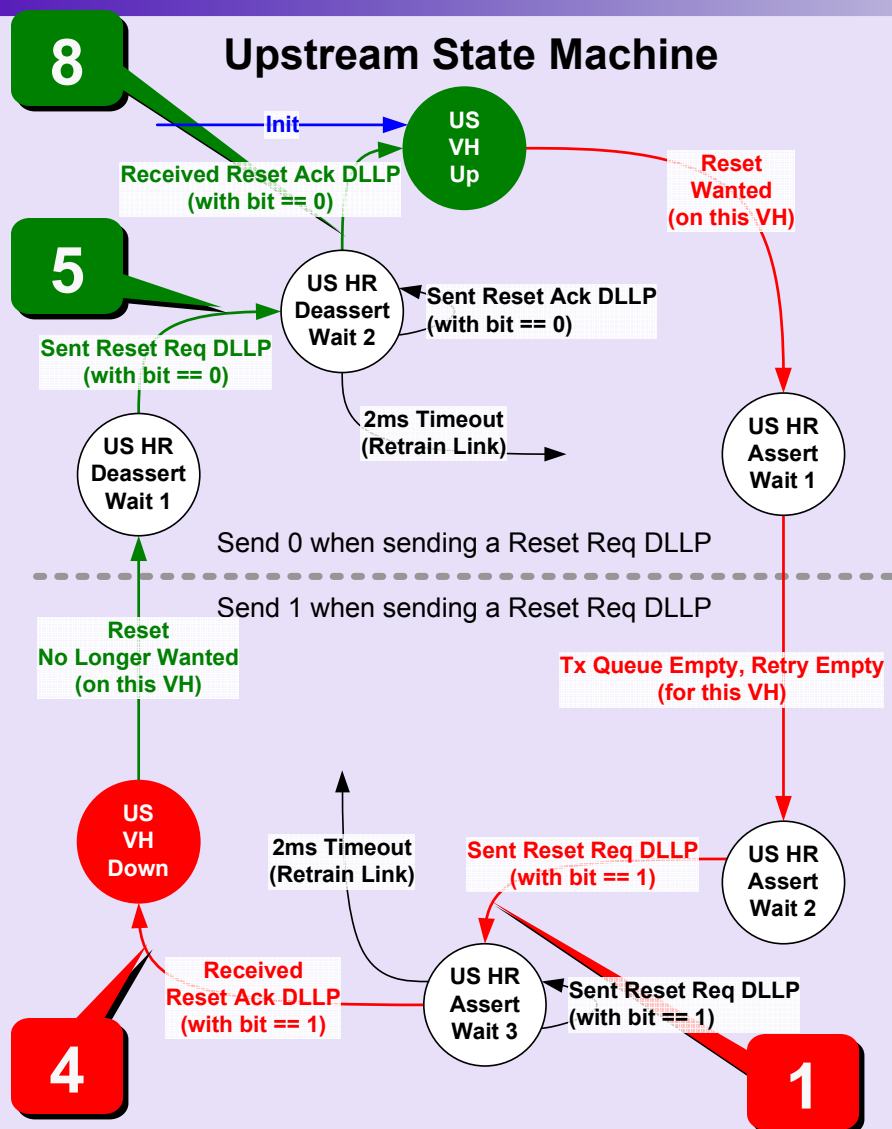 8
Upstream State Machine
Init
US
VH
Up
Received Reset Ack DLLP
(with bit == 0)
Reset
Wanted
(on this VH)
5
US HR
Deassert
Wait 2
Sent Reset Ack DLLP
(with bit == 0)
Sent Reset Req DLLP
(with bit == 0)
2ms Timeout
(Retrain Link)
US HR
Deassert
Wait 1
US HR
Assert
Wait 1
Send 0 when sending a Reset Req DLLP
Send 1 when sending a Reset Req DLLP
Reset
No Longer Wanted
(on this VH)
Tx Queue Empty, Retry Empty
(for this VH)
US
VH
Down
2ms Timeout
(Retrain Link)
Sent Reset Req DLLP
(with bit == 1)
US HR
Assert
Wait 2
Received
Reset Ack DLLP
(with bit == 1)
US HR
Assert
Wait 3
Sent Reset Req DLLP
(with bit == 1)
4
1